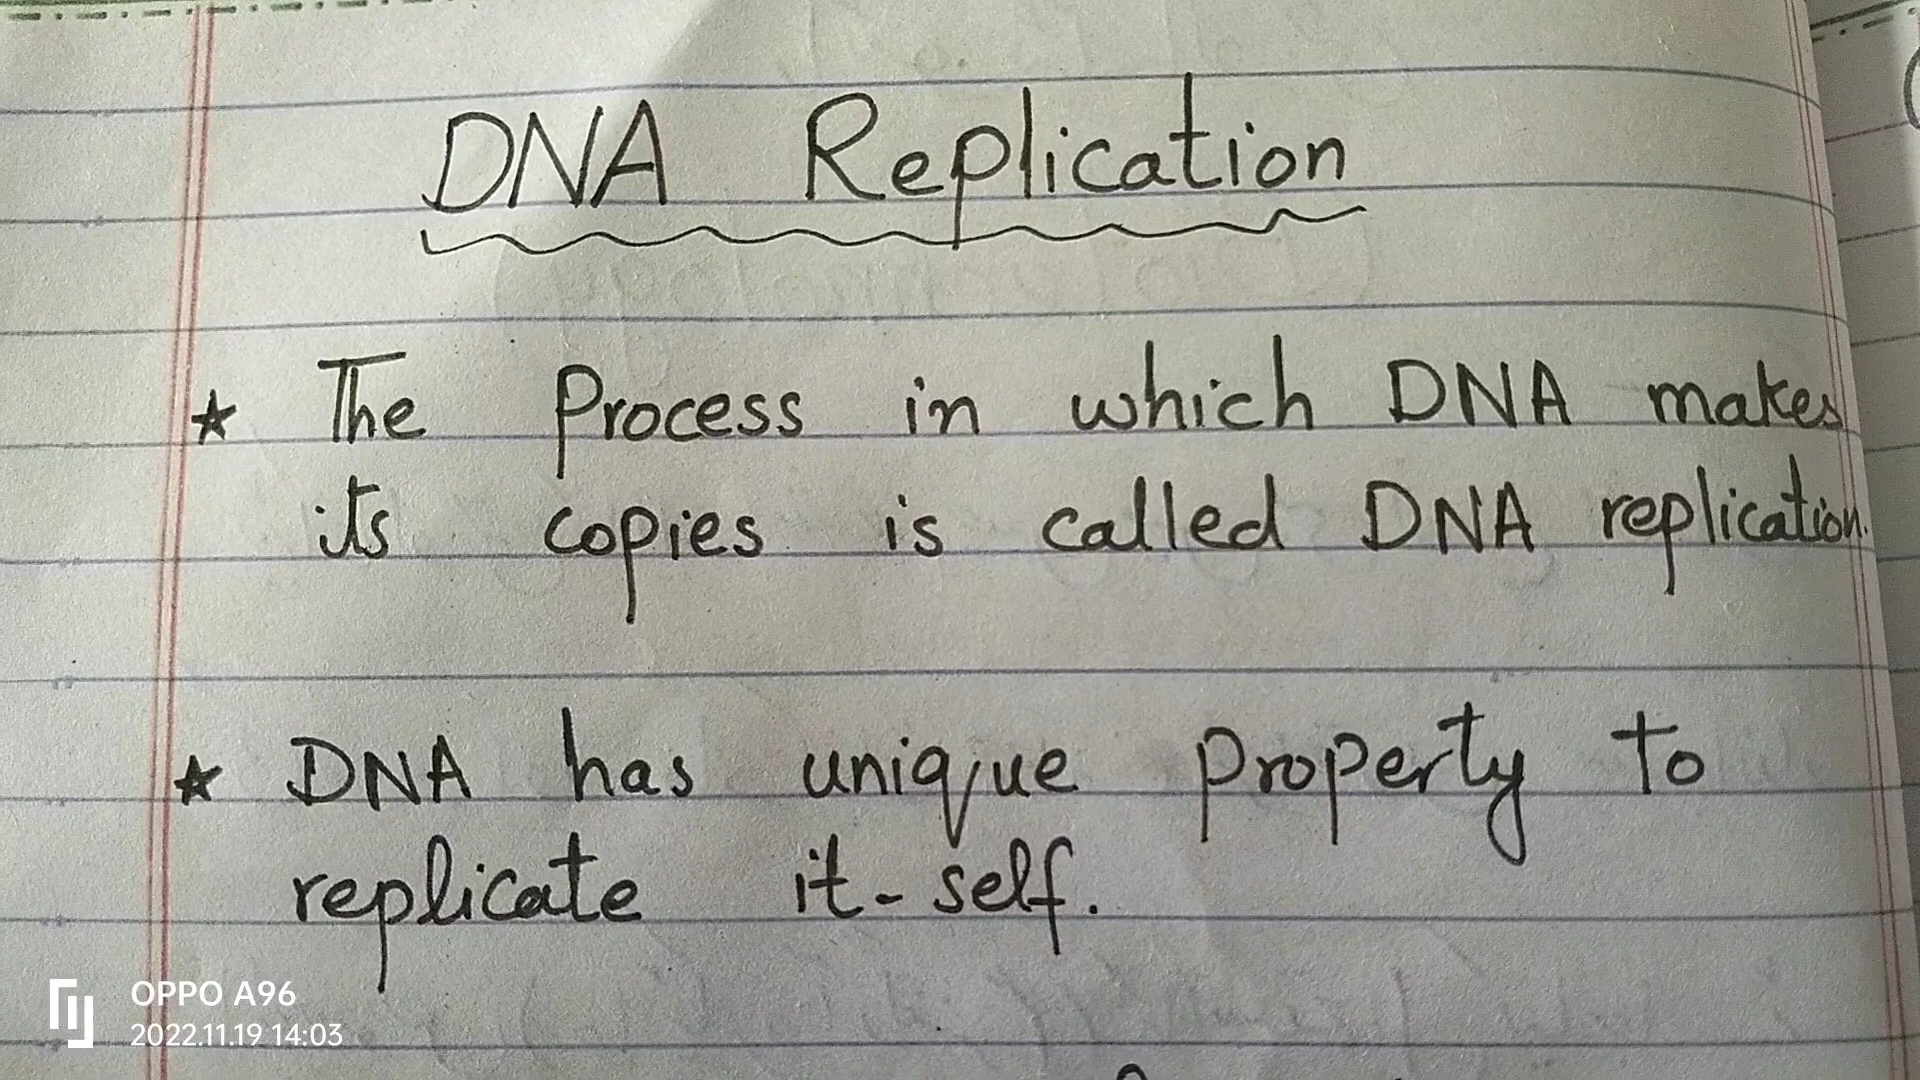 DNA Replication
★ The Process in which DNA makes
its copies is called DNA replication.
★ DNA has unique property to
replicate it-self.
OPPO A96
2022.11.19 14:03